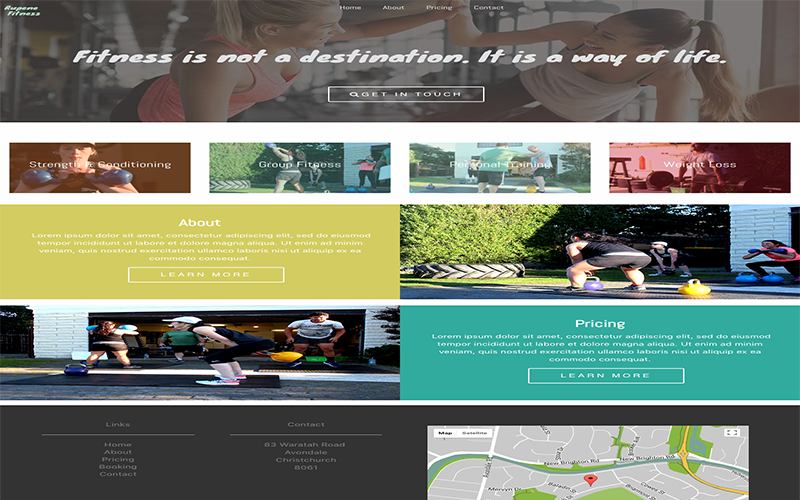 Rupene
Fitness
Home About Pricing Contact
Fitness is not a destination. It is a way of life.
GET IN TOUCH
Strength & Conditioning
Group Fitness
Personal Training
Weight Loss
About
Lorem ipsum dolor sit amet, consectetur adipiscing elit, sed do eiusmod
tempor incididunt ut labore et dolore magna aliqua. Ut enim ad minim
veniam, quis nostrud exercitation ullamco laboris nisi ut aliquip ex ea
commodo consequat.
LEARN MORE
Pricing
Lorem ipsum dolor sit amet, consectetur adipiscing elit, sed do eiusmod
tempor incididunt ut labore et dolore magna aliqua. Ut enim ad minim
veniam, quis nostrud exercitation ullamco laboris nisi ut aliquip ex ea
commodo consequat.
LEARN MORE
Links
Home
About
Pricing
Booking
Contact
Contact
83 Waratah Road
Avondale
Christchurch
8061
Map Satellite
New Brighton Rd
New Brighton Rd
Mervyn Dr